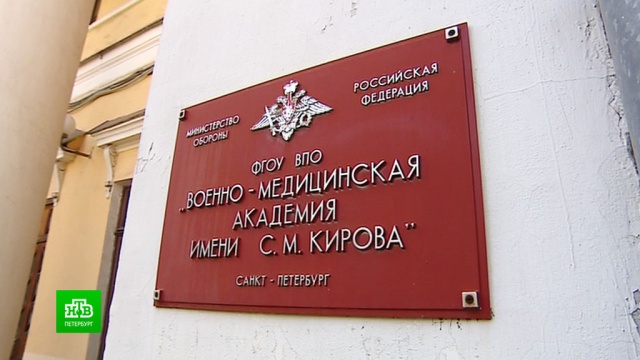 МИНИСТЕРСТВО
ОБОРОНЫ
РОССИЙСКАЯ
ФЕДЕРАЦИЯ
ФГОУ ВПО
„ВОЕННО - МЕДИЦИНСКАЯ
АКАДЕМИЯ
ИМЕНИ С. М. КИРОВА"
САНКТ - ПЕТЕРБУРГ
НТВ
ПЕТЕРБУРГ